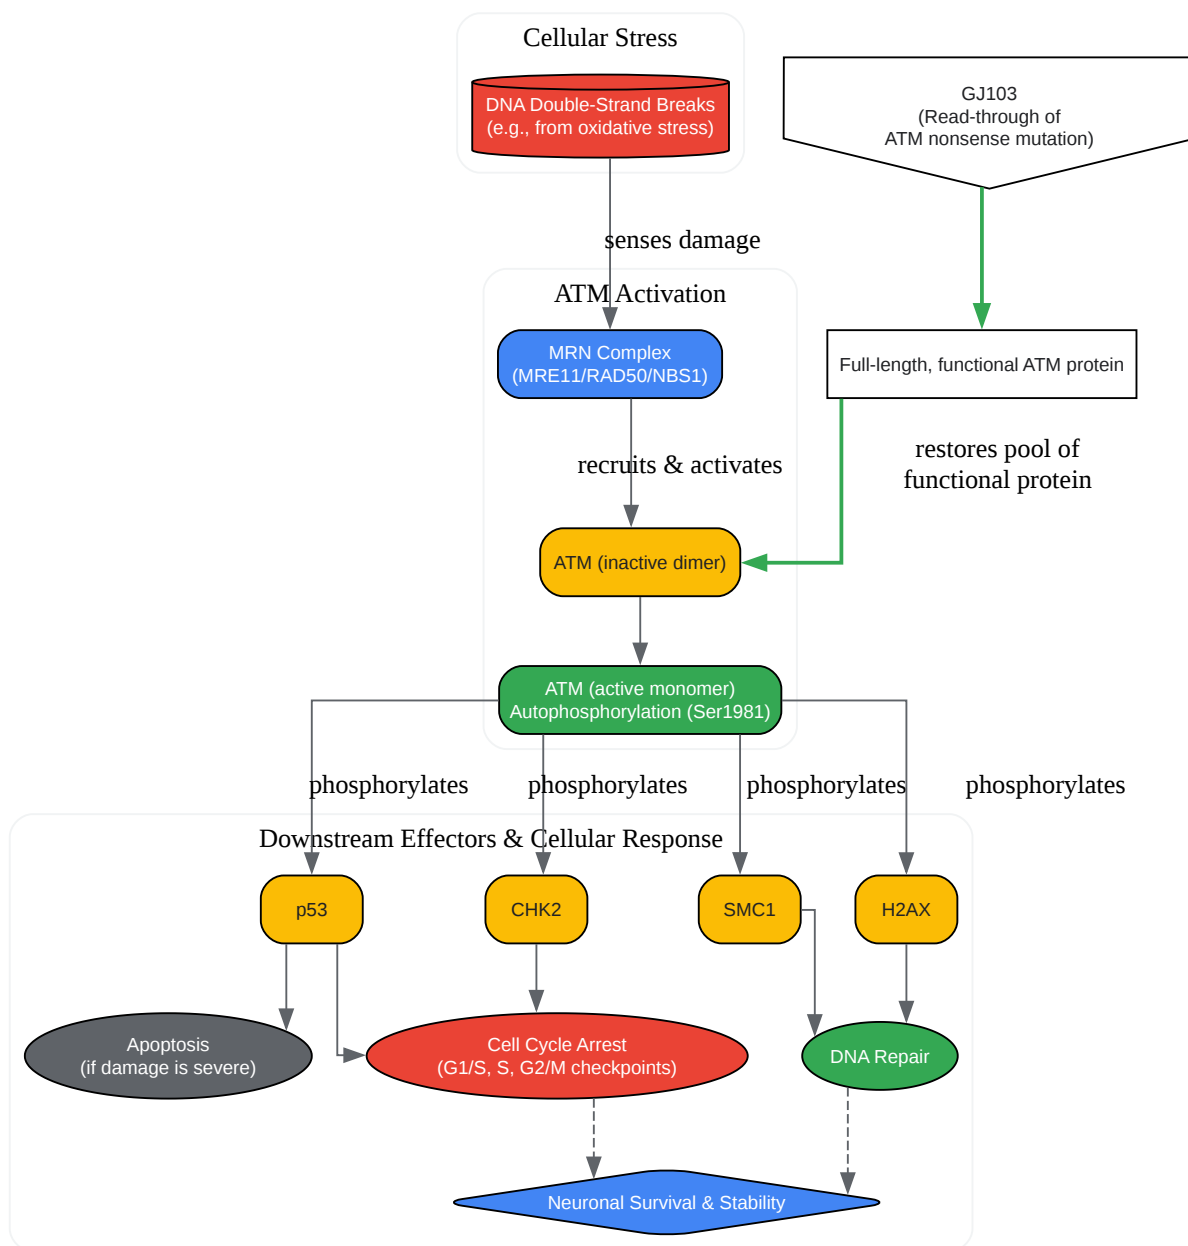 Cellular Stress
DNA Double-Strand Breaks
(e.g., from oxidative stress)
GJ103
(Read-through of
ATM nonsense mutation)
senses damage
ATM Activation
MRN Complex
(MRE11/RAD50/NBS1)
Full-length, functional ATM protein
recruits & activates
restores pool of
functional protein
ATM (inactive dimer)
ATM (active monomer)
Autophosphorylation (Ser1981)
phosphorylates
phosphorylates
phosphorylates
phosphorylates
Downstream Effectors & Cellular Response
p53
CHK2
SMC1
H2AX
Apoptosis
(if damage is severe)
Cell Cycle Arrest
(G1/S, S, G2/M checkpoints)
DNA Repair
Neuronal Survival & Stability